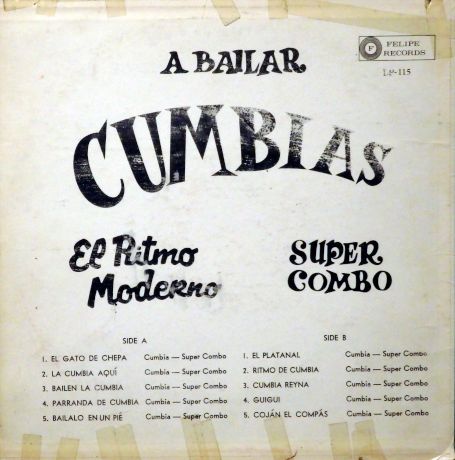 F
FELIPE
RECORDS
LP-115
A BAILAR
CUMBIAS
El Ritmo
Moderno
SUPER
COMBO
SIDE A
1. EL GATO DE CHEPA Cumbia — Super Combo
2. LA CUMBIA AQUÍ Cumbia — Super Combo
3. BAILEN LA CUMBIA Cumbia — Super Combo
4. PARRANDA DE CUMBIA Cumbia — Super Combo
5. BAILALO EN UN PIÉ Cumbia — Super Combo
SIDE B
1. EL PLATANAL Cumbia — Super Combo
2. RITMO DE CUMBIA Cumbia — Super Combo
3. CUMBIA REYNA Cumbia — Super Combo
4. GUIGUI Cumbia — Super Combo
5. COJÁN EL COMPÁS Cumbia — Super Combo